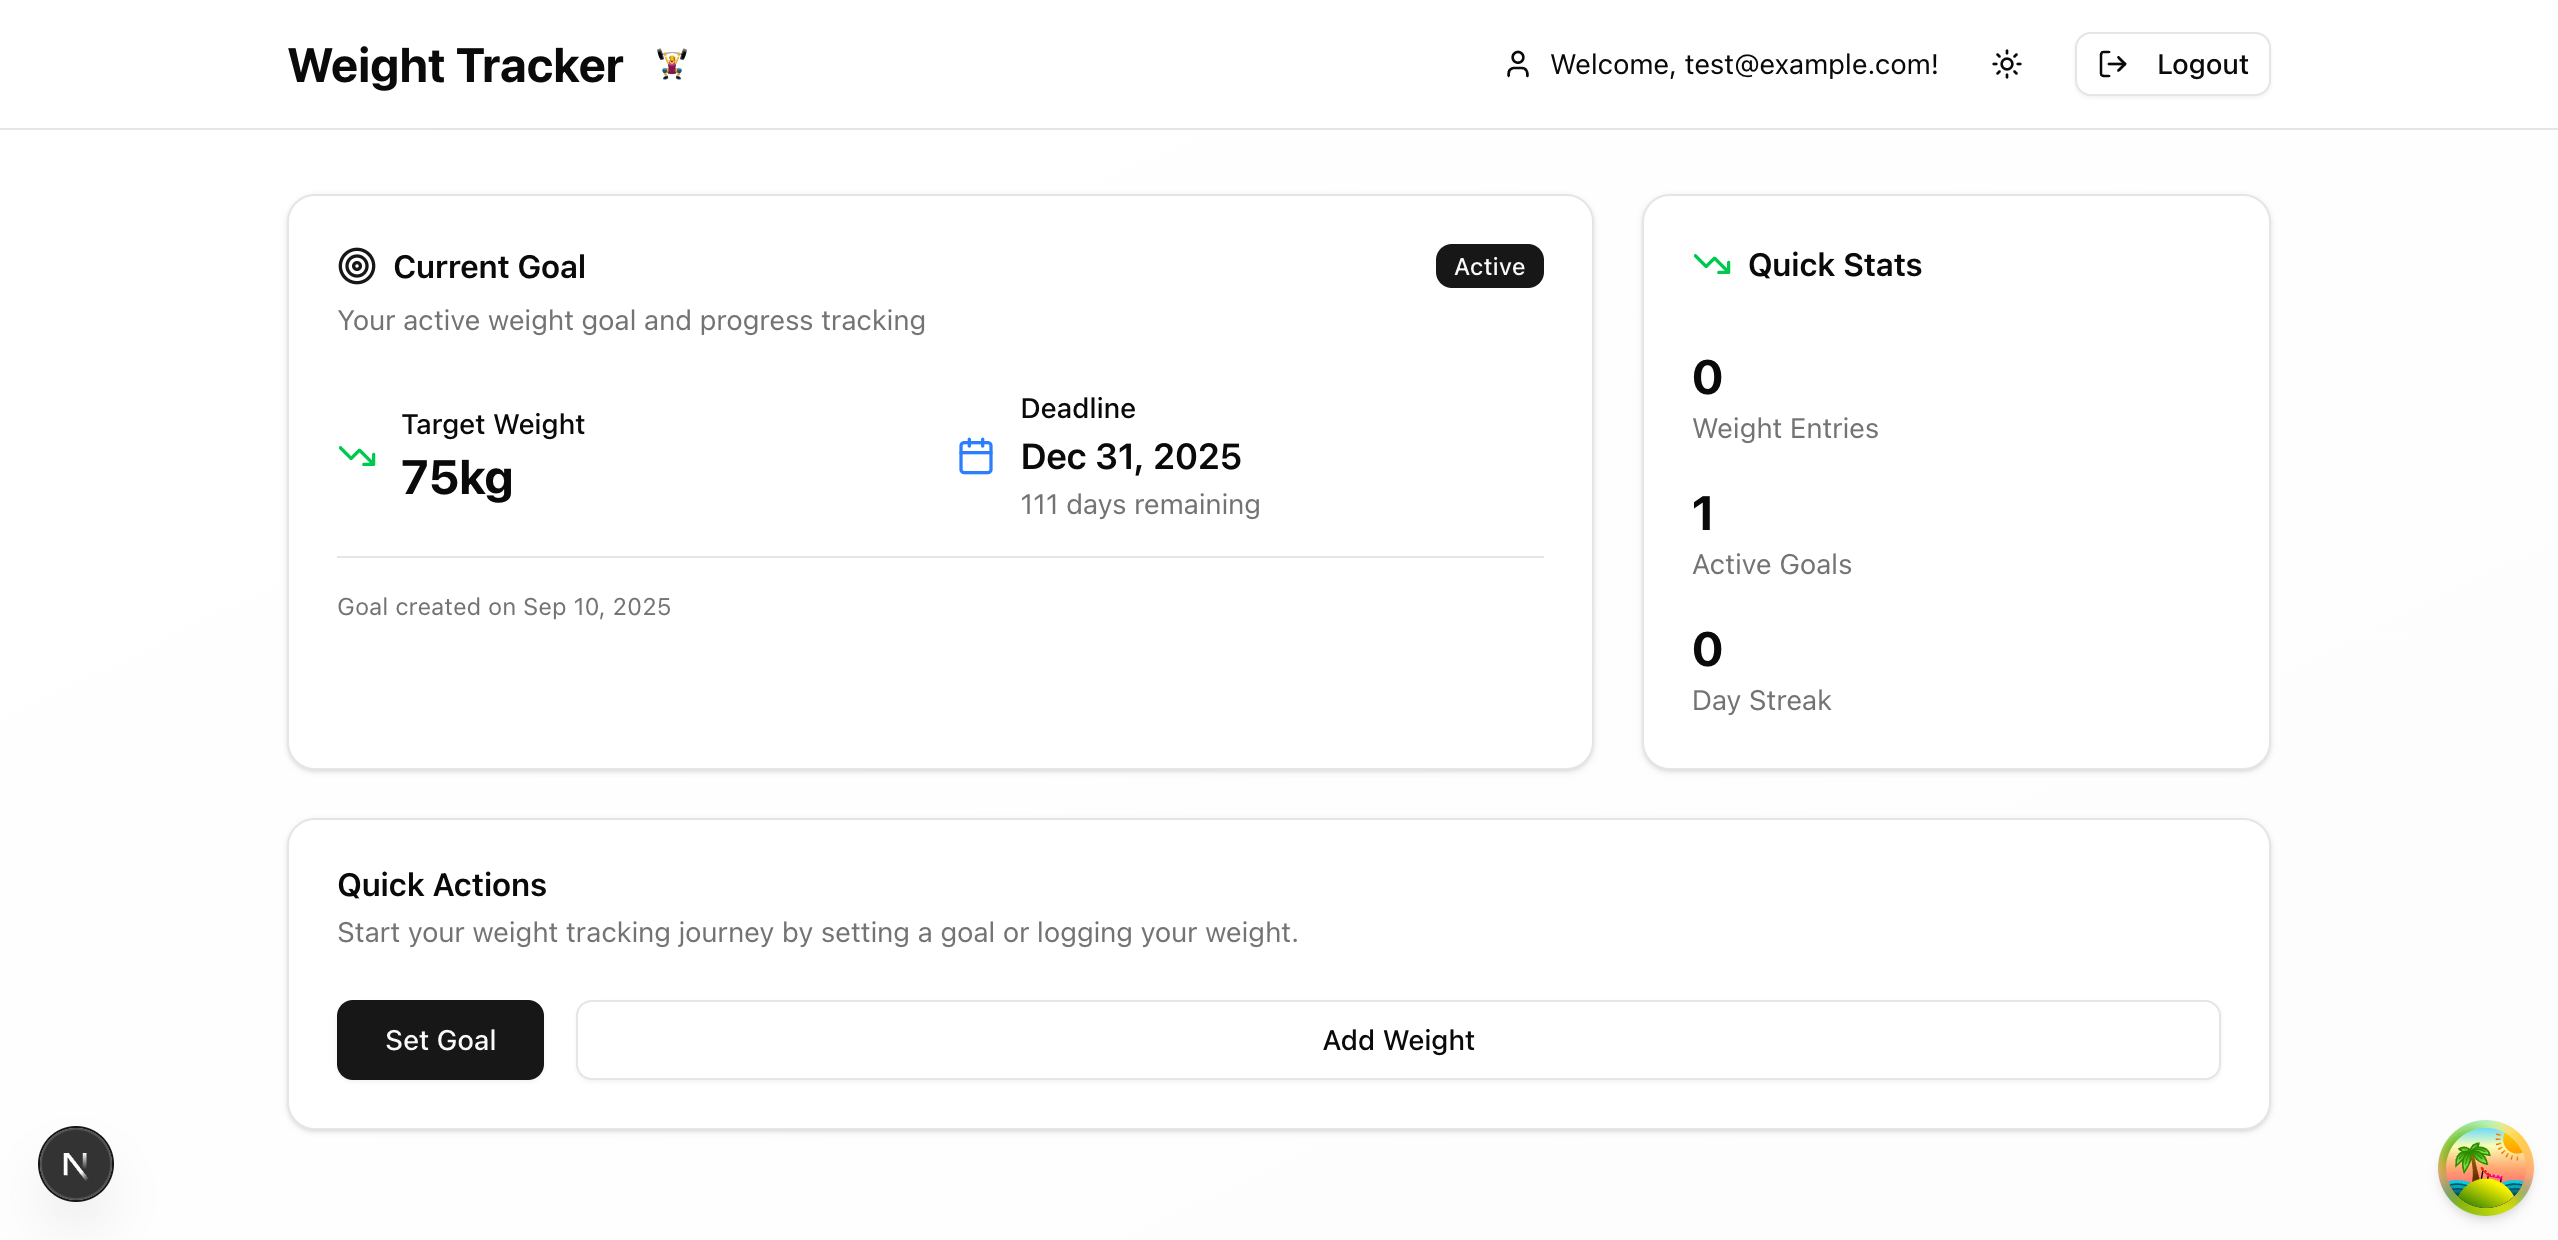 Weight Tracker 🏋️‍♀️
Welcome, test@example.com!
Logout
Current Goal
Active
Your active weight goal and progress tracking
Target Weight
75kg
Deadline
Dec 31, 2025
111 days remaining
Goal created on Sep 10, 2025
Quick Stats
0
Weight Entries
1
Active Goals
0
Day Streak
Quick Actions
Start your weight tracking journey by setting a goal or logging your weight.
Set Goal
Add Weight
N